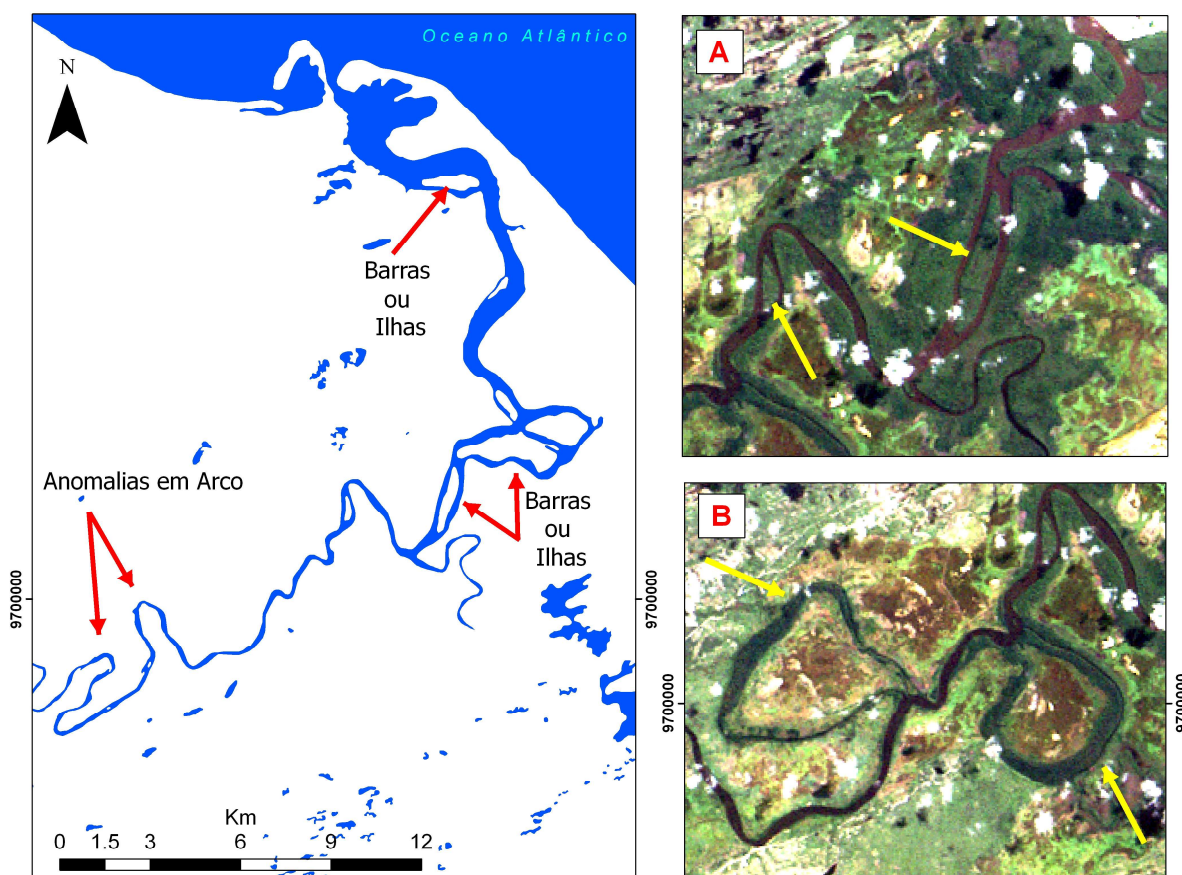 Oceano Atlântico
N
Barras
ou
Ilhas
Anomalias em Arco
Barras
ou
Ilhas
9700000
Km
0 1.5 3 6 9 12
A
B
9700000
9700000